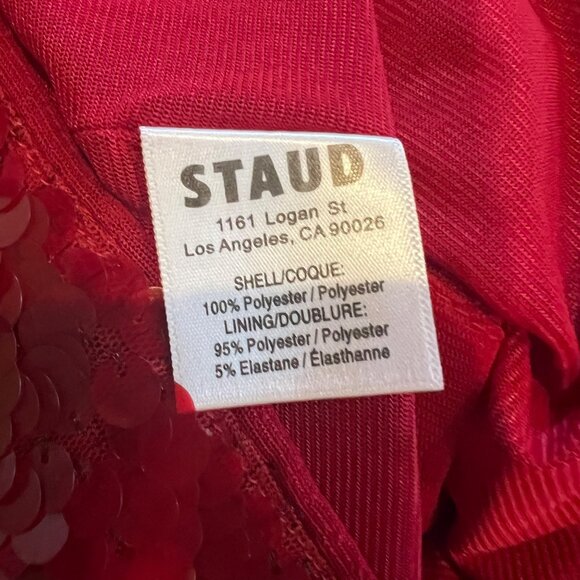 STAUD
1161 Logan St
Los Angeles, CA 90026
SHELL/COQUE:
100% Polyester / Polyester
LINING/DOUBLURE:
95% Polyester / Polyester
5% Elastane / Élasthanne